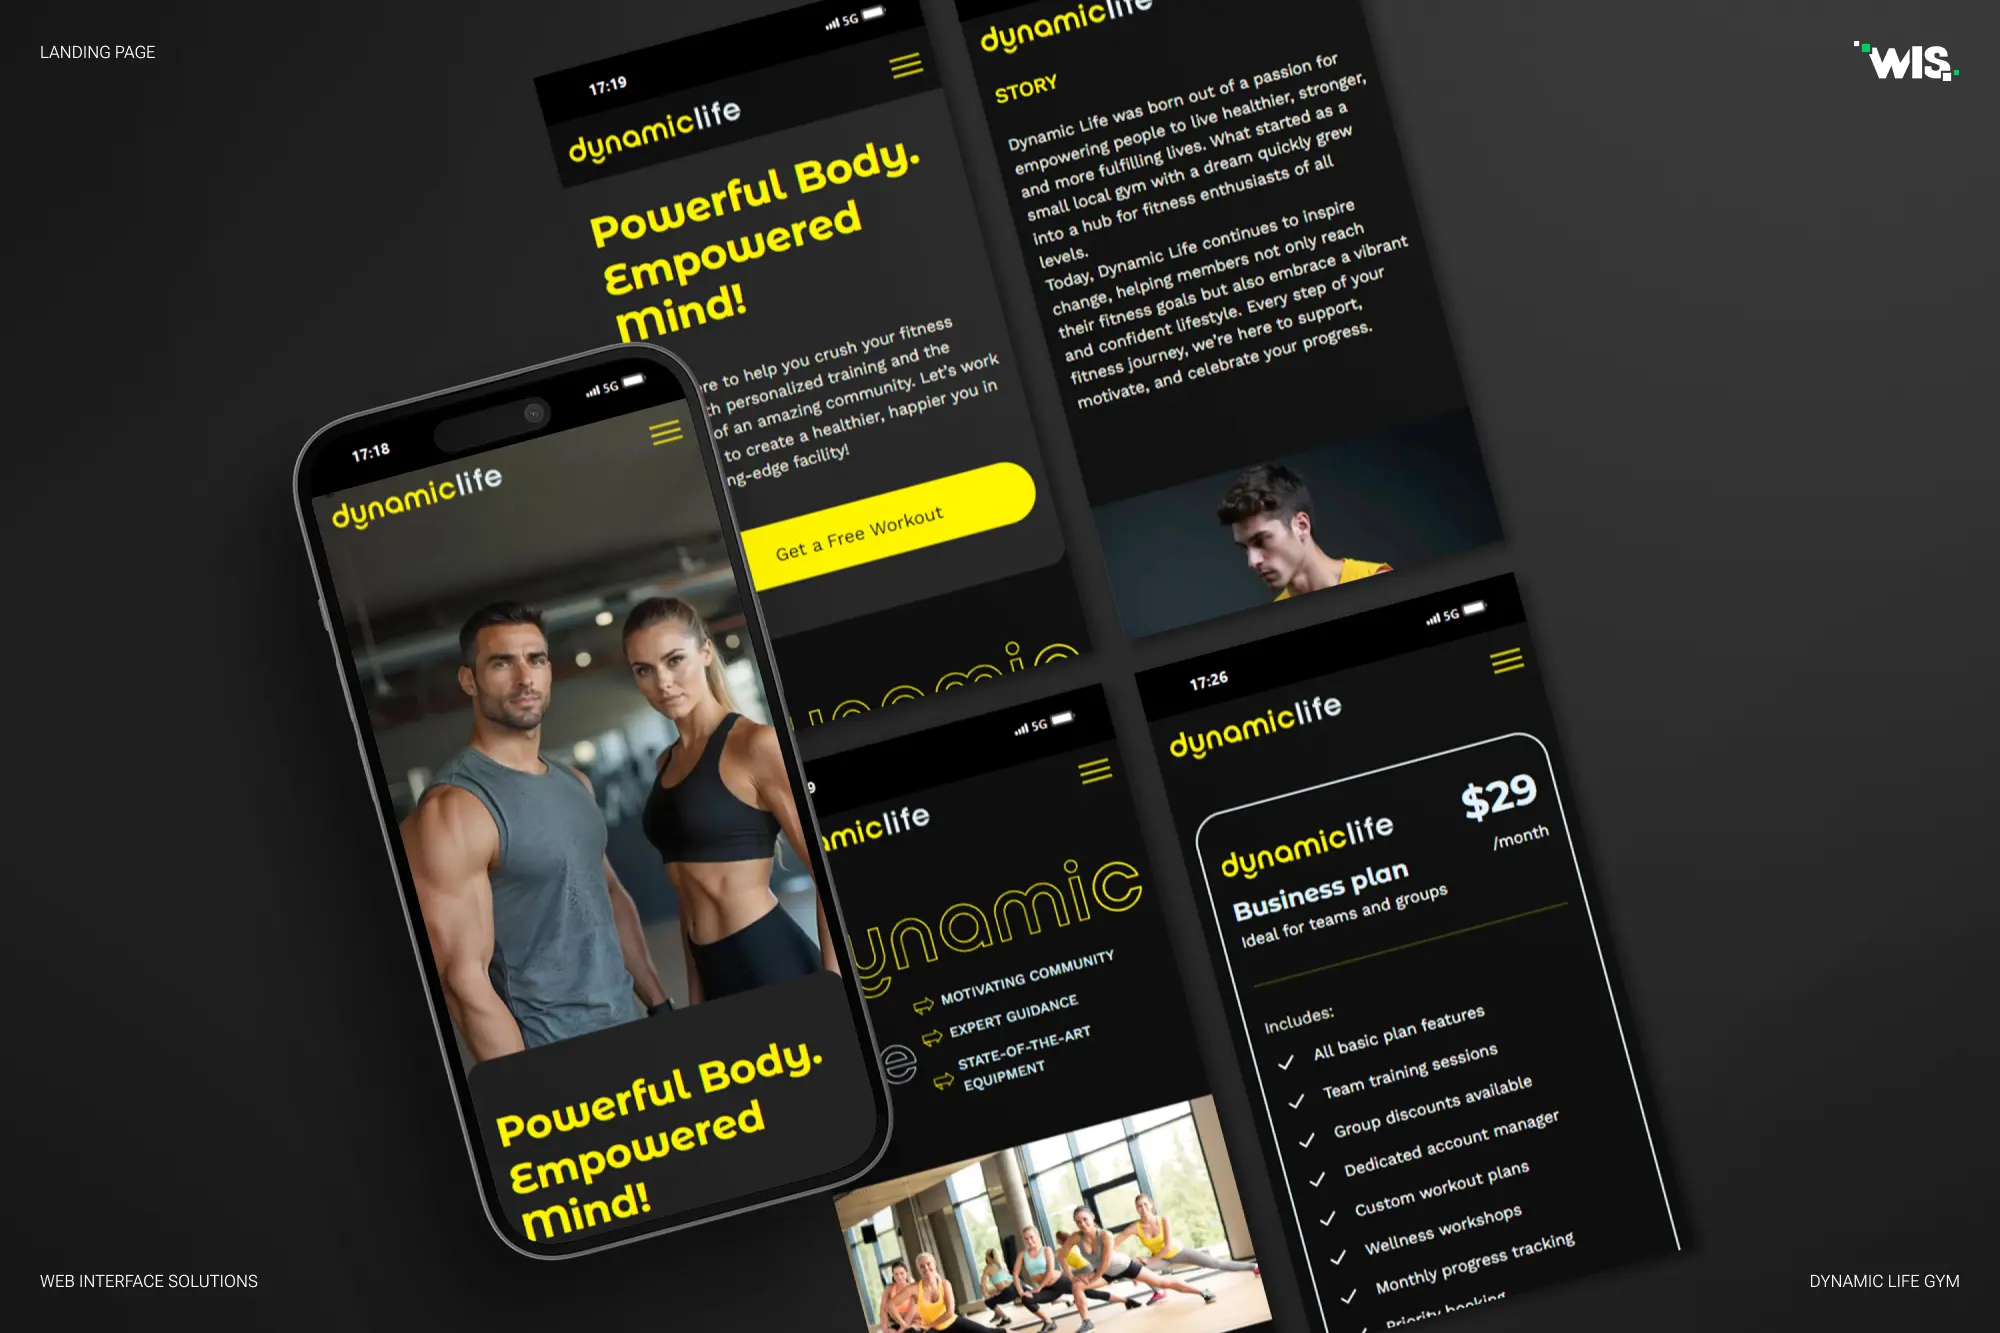 LANDING PAGE
WIS.
17:19
5G
dynamiclife
Powerful Body.
Empowered
Mind!
to help you crush your fitness
personalized training and the
of an amazing community. Let's work
to create a healthier, happier you in
facility!
Get a Free Workout
dynamiclife
STORY
Dynamic Life was born out of a passion for
empowering people to live healthier, stronger,
and more fulfilling lives. What started as a
small local gym with a dream quickly grew
into a hub for fitness enthusiasts of all
levels.
Today, Dynamic Life continues to inspire
change, helping members not only reach
their fitness goals but also embrace a vibrant
and confident lifestyle. Every step of your
fitness journey, we're here to support,
motivate, and celebrate your progress.
17:18
5G
dynamiclife
Powerful Body.
Empowered
Mind!
5G
namiclife
ynamic
MOTIVATING COMMUNITY
EXPERT GUIDANCE
STATE-OF-THE-ART
EQUIPMENT
e
17:26
5G
dynamiclife
dynamiclife
$29
/month
Business plan
Ideal for teams and groups
Includes:
All basic plan features
Team training sessions
Group discounts available
Dedicated account manager
Custom workout plans
Wellness workshops
Monthly progress tracking
Priority booking
WEB INTERFACE SOLUTIONS
DYNAMIC LIFE GYM